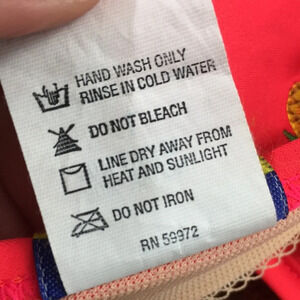 HAND WASH ONLY
RINSE IN COLD WATER
DO NOT BLEACH
LINE DRY AWAY FROM
HEAT AND SUNLIGHT
DO NOT IRON
RN 59972